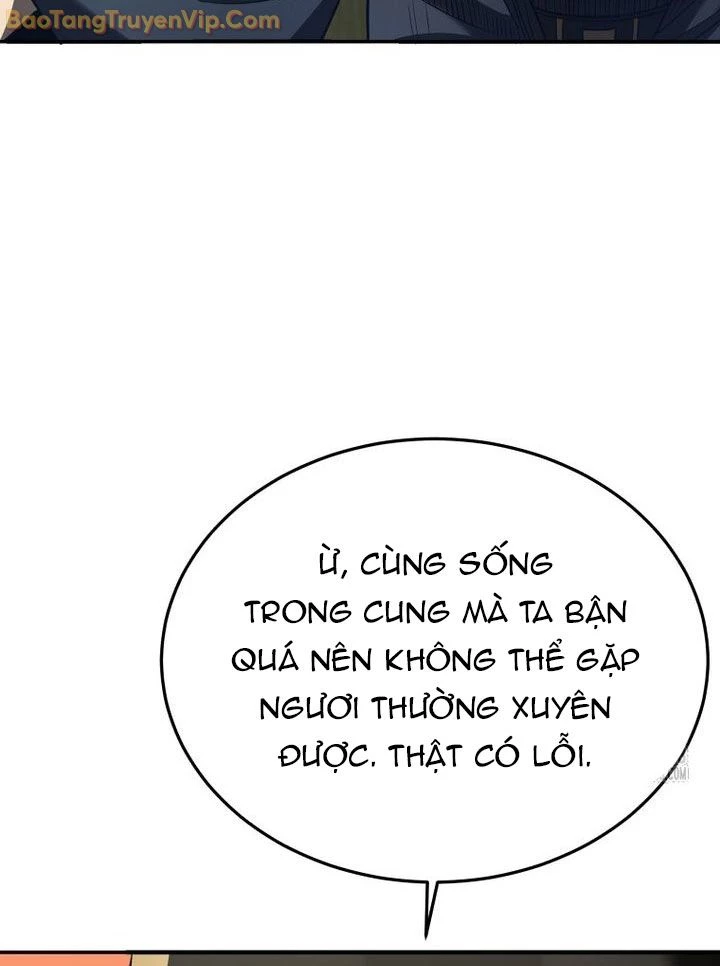 BaoTangTruyenVip.Com
Ừ, CÙNG SỐNG
TRONG CUNG MÀ TA BẬN
QUÁ NÊN KHÔNG THỂ GẶP
NGƯƠI THƯỜNG XUYÊN
ĐƯỢC. THẬT CÓ LỖI.